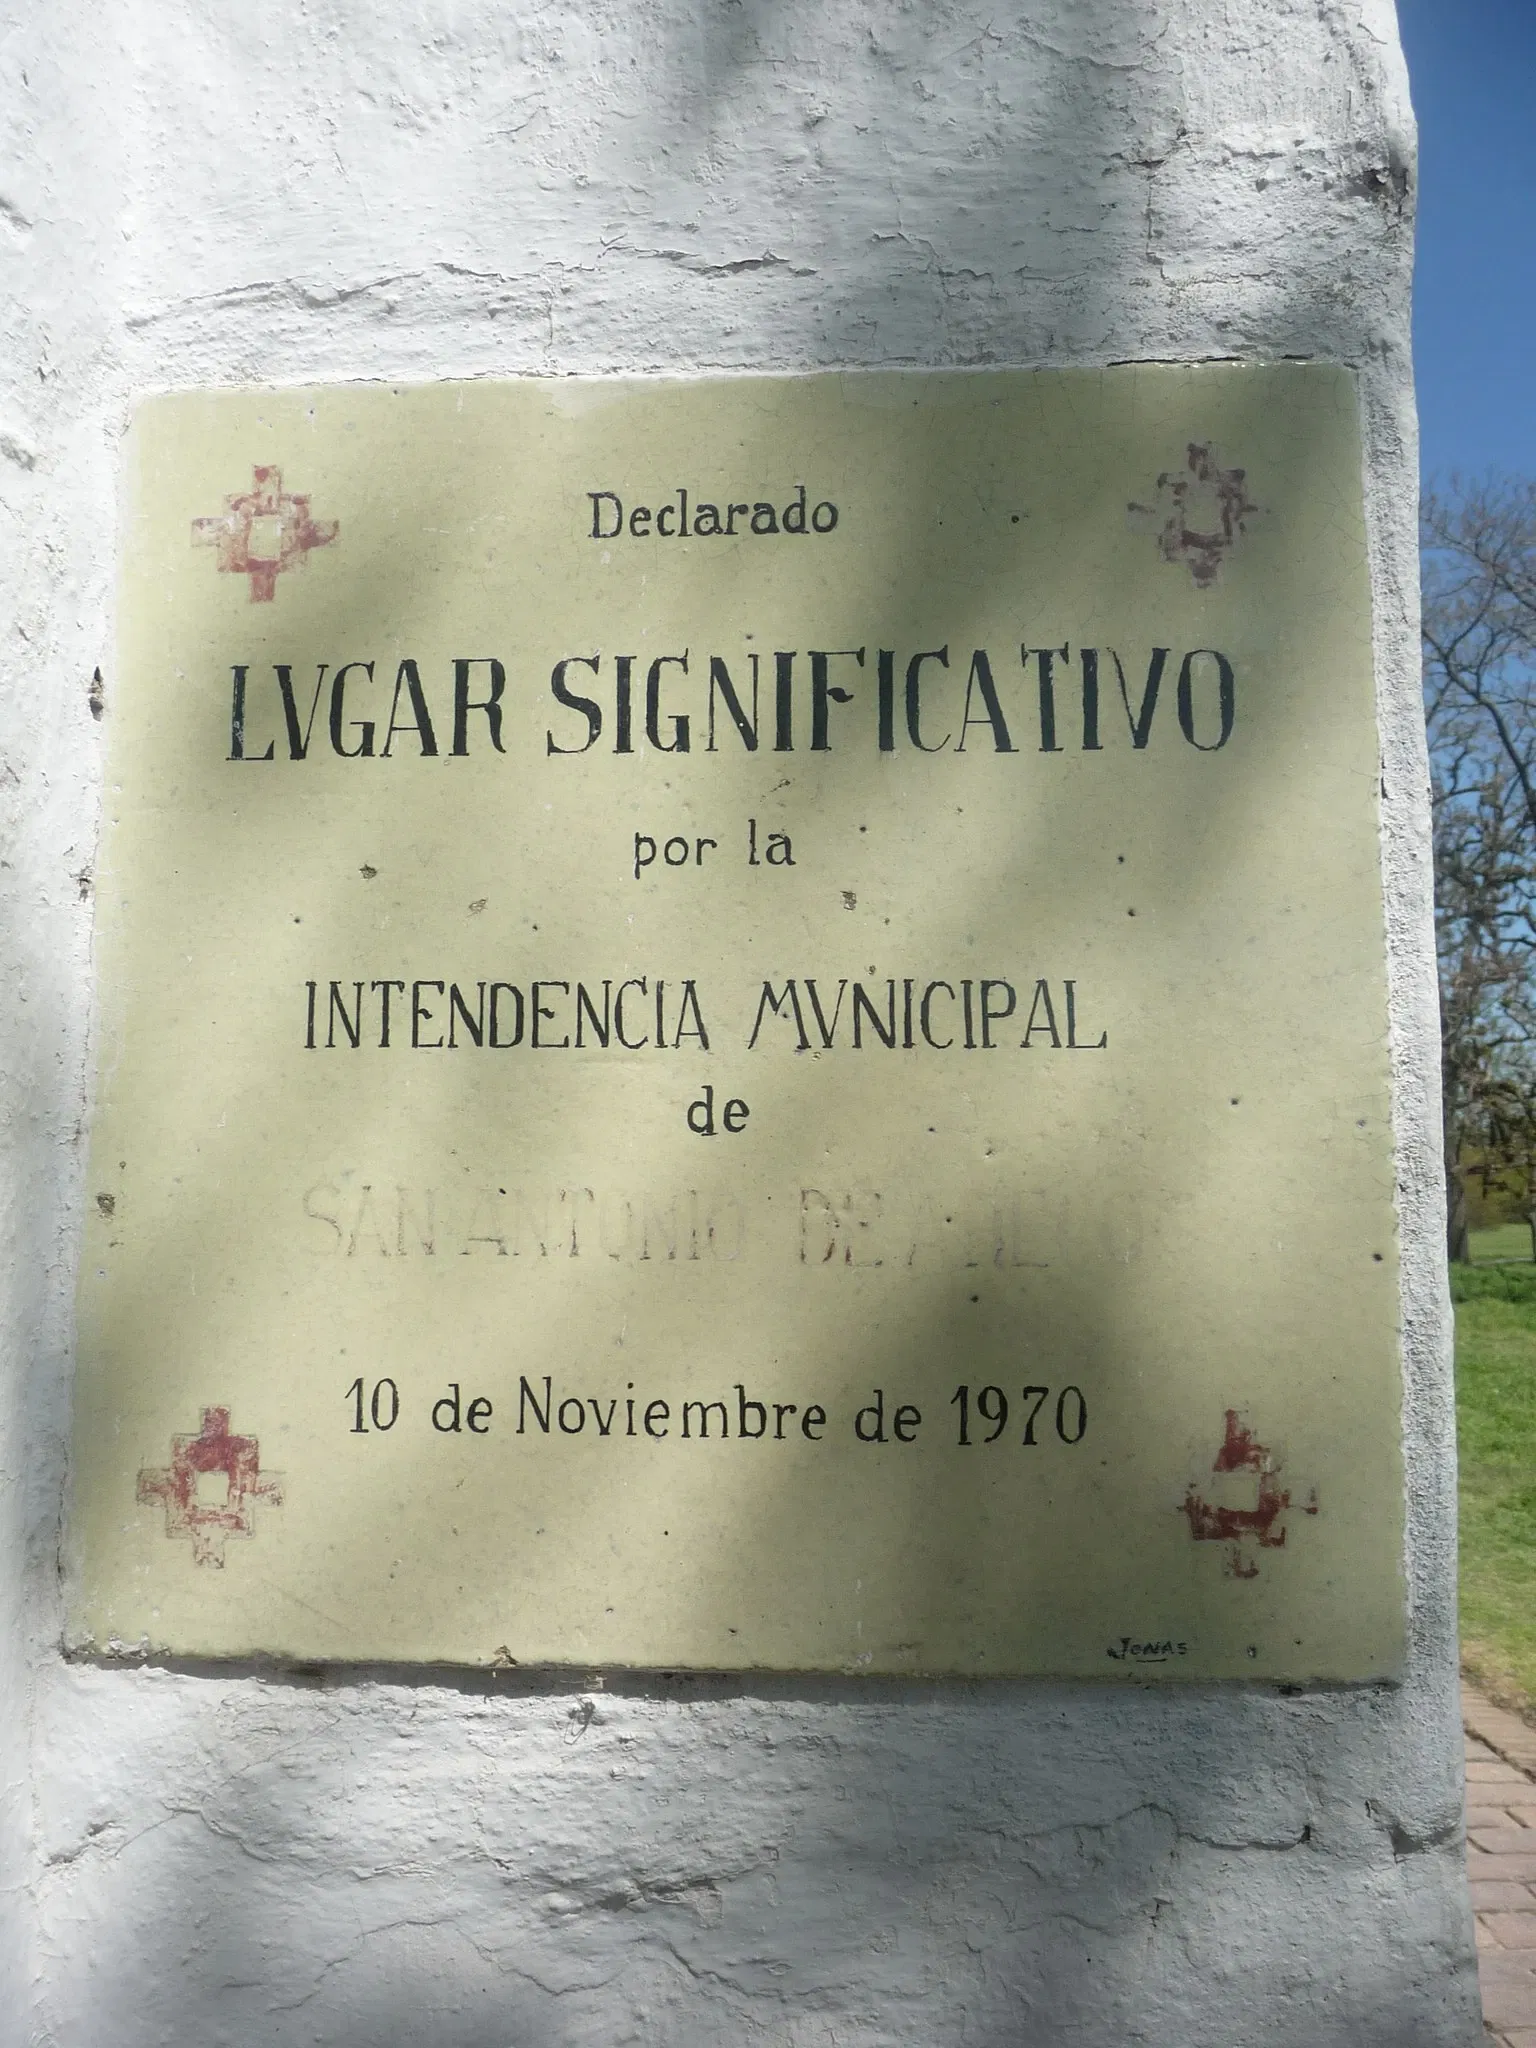 Declarado
LVGAR SIGNIFICATIVO
por la
INTENDENCIA MVNICIPAL
de
SAN ANTONIO DE
10 de Noviembre de 1970
JONAS